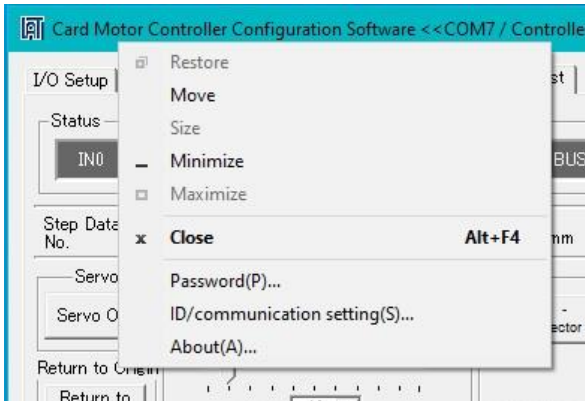 Card Motor Controller Configuration Software <<COM7 / Controlle
I/O Setup
st
Restore
Move
Size
Minimize
Maximize
Close Alt+F4
Password(P)...
ID/communication setting(S)...
About(A)...
Status
IN0
BUS
Step Data
No.
mm
Servo
Servo O
ector
Return to Origin
Return to